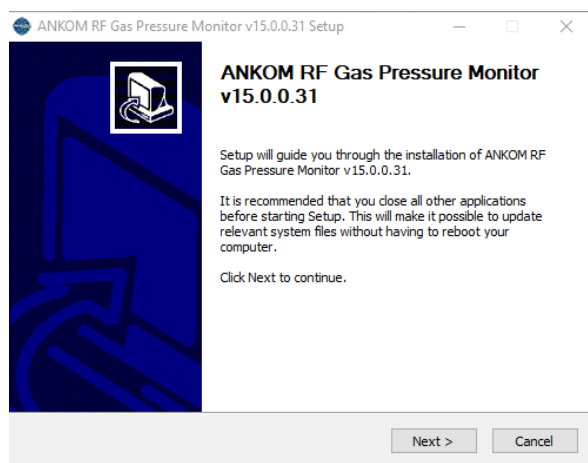 ANKOM RF Gas Pressure Monitor v15.0.0.31 Setup
ANKOM RF Gas Pressure Monitor
v15.0.0.31
Setup will guide you through the installation of ANKOM RF
Gas Pressure Monitor v15.0.0.31.
It is recommended that you close all other applications
before starting Setup. This will make it possible to update
relevant system files without having to reboot your
computer.
Click Next to continue.
Next >
Cancel